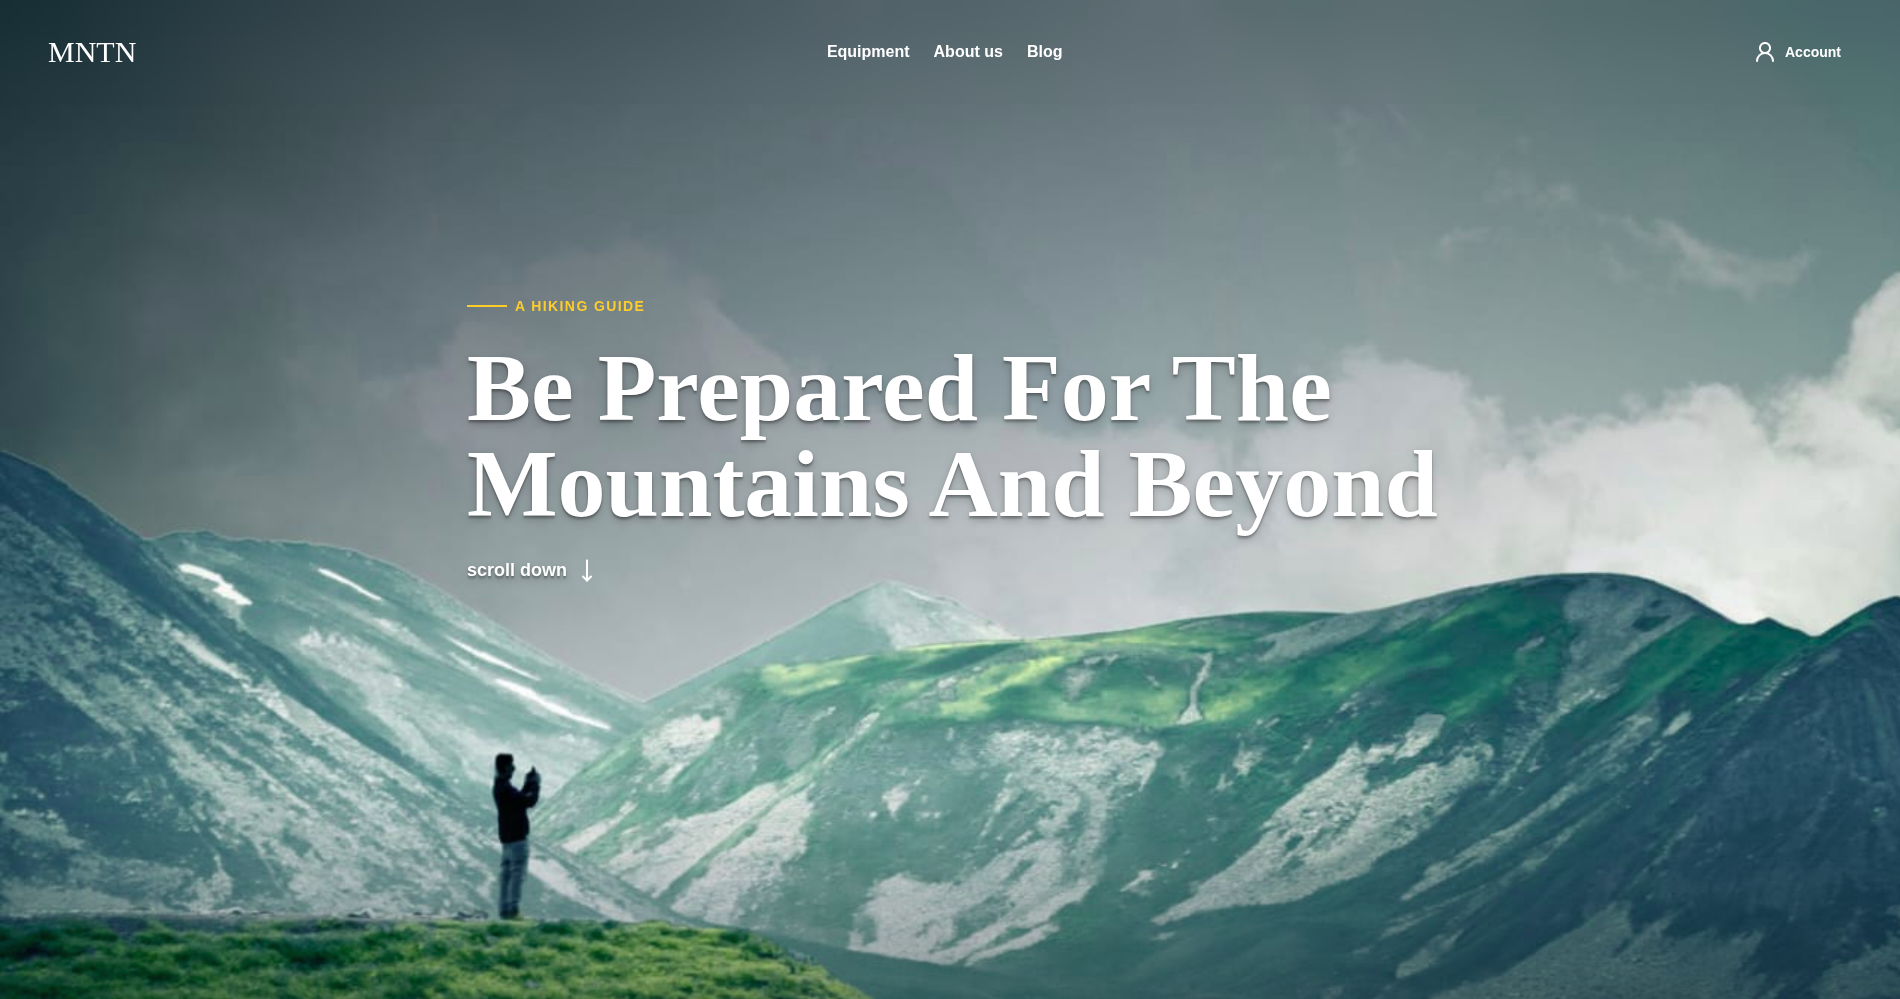 MNTN
Equipment About us Blog
Account
A HIKING GUIDE
Be Prepared For The
Mountains And Beyond
scroll down